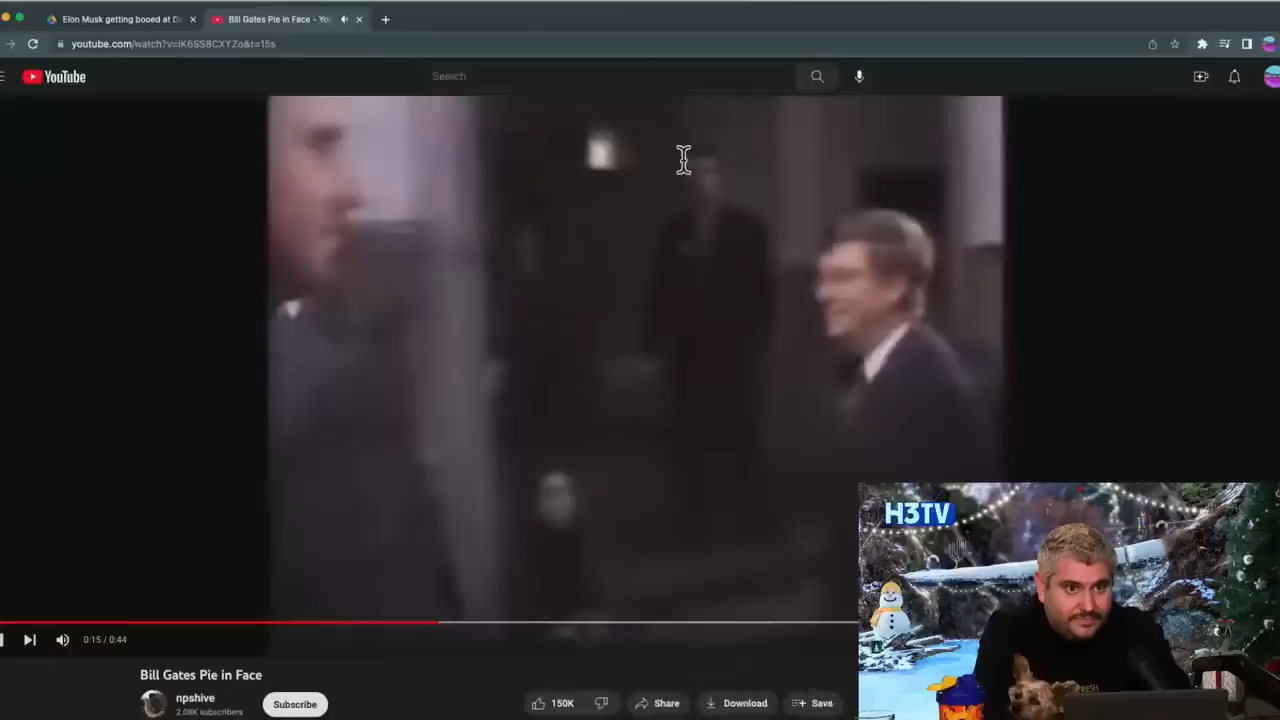 Elon Musk getting booed at Da
Bill Gates Pie in Face - You
youtube.com/watch?v=iK6SS8CXYZo&t=15s
YouTube
Search
0:15 / 0:44
Bill Gates Pie in Face
npshive
2.08K subscribers
Subscribe
150K
Share
Download
Save
H3TV